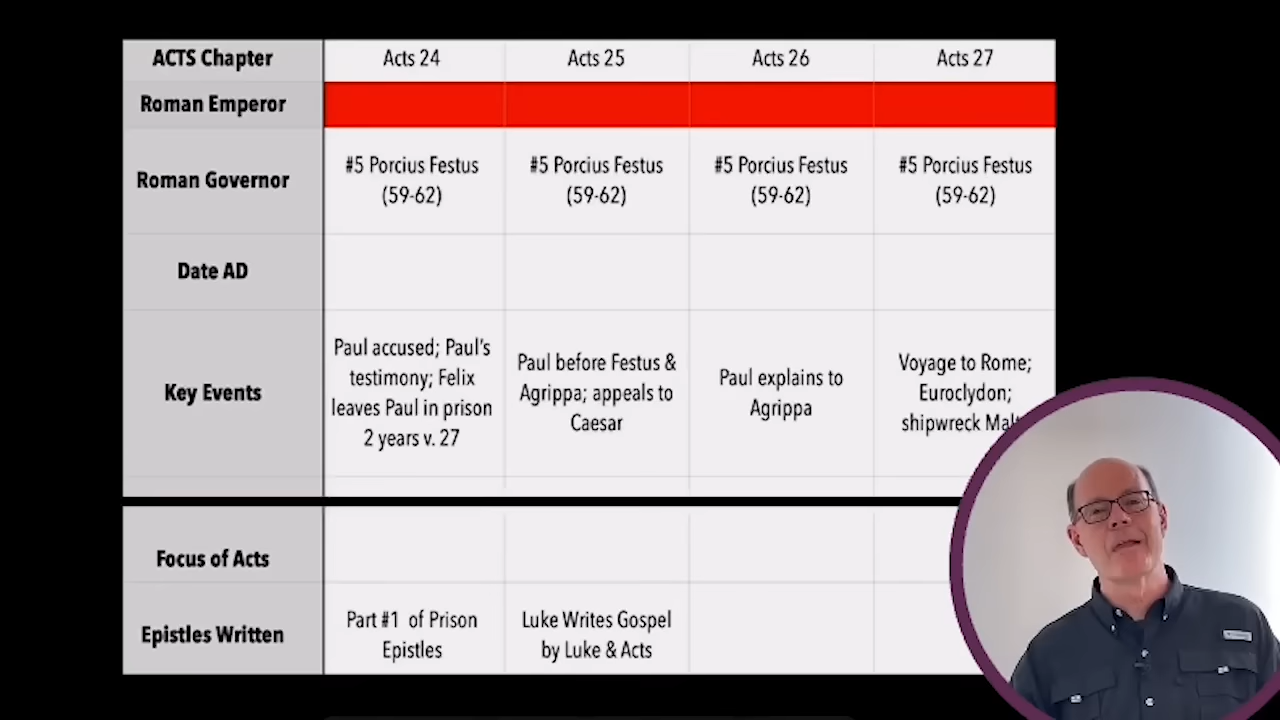 ACTS Chapter Acts 24 Acts 25 Acts 26 Acts 27
Roman Emperor
Roman Governor
#5 Porcius Festus
(59-62)
#5 Porcius Festus
(59-62)
#5 Porcius Festus
(59-62)
#5 Porcius Festus
(59-62)
Date AD
Key Events
Paul accused; Paul's
testimony; Felix
leaves Paul in prison
2 years v. 27
Paul before Festus &
Agrippa; appeals to
Caesar
Paul explains to
Agrippa
Voyage to Rome;
Euroclydon;
shipwreck
Focus of Acts
Epistles Written
Part #1 of Prison
Epistles
Luke Writes Gospel
by Luke & Acts